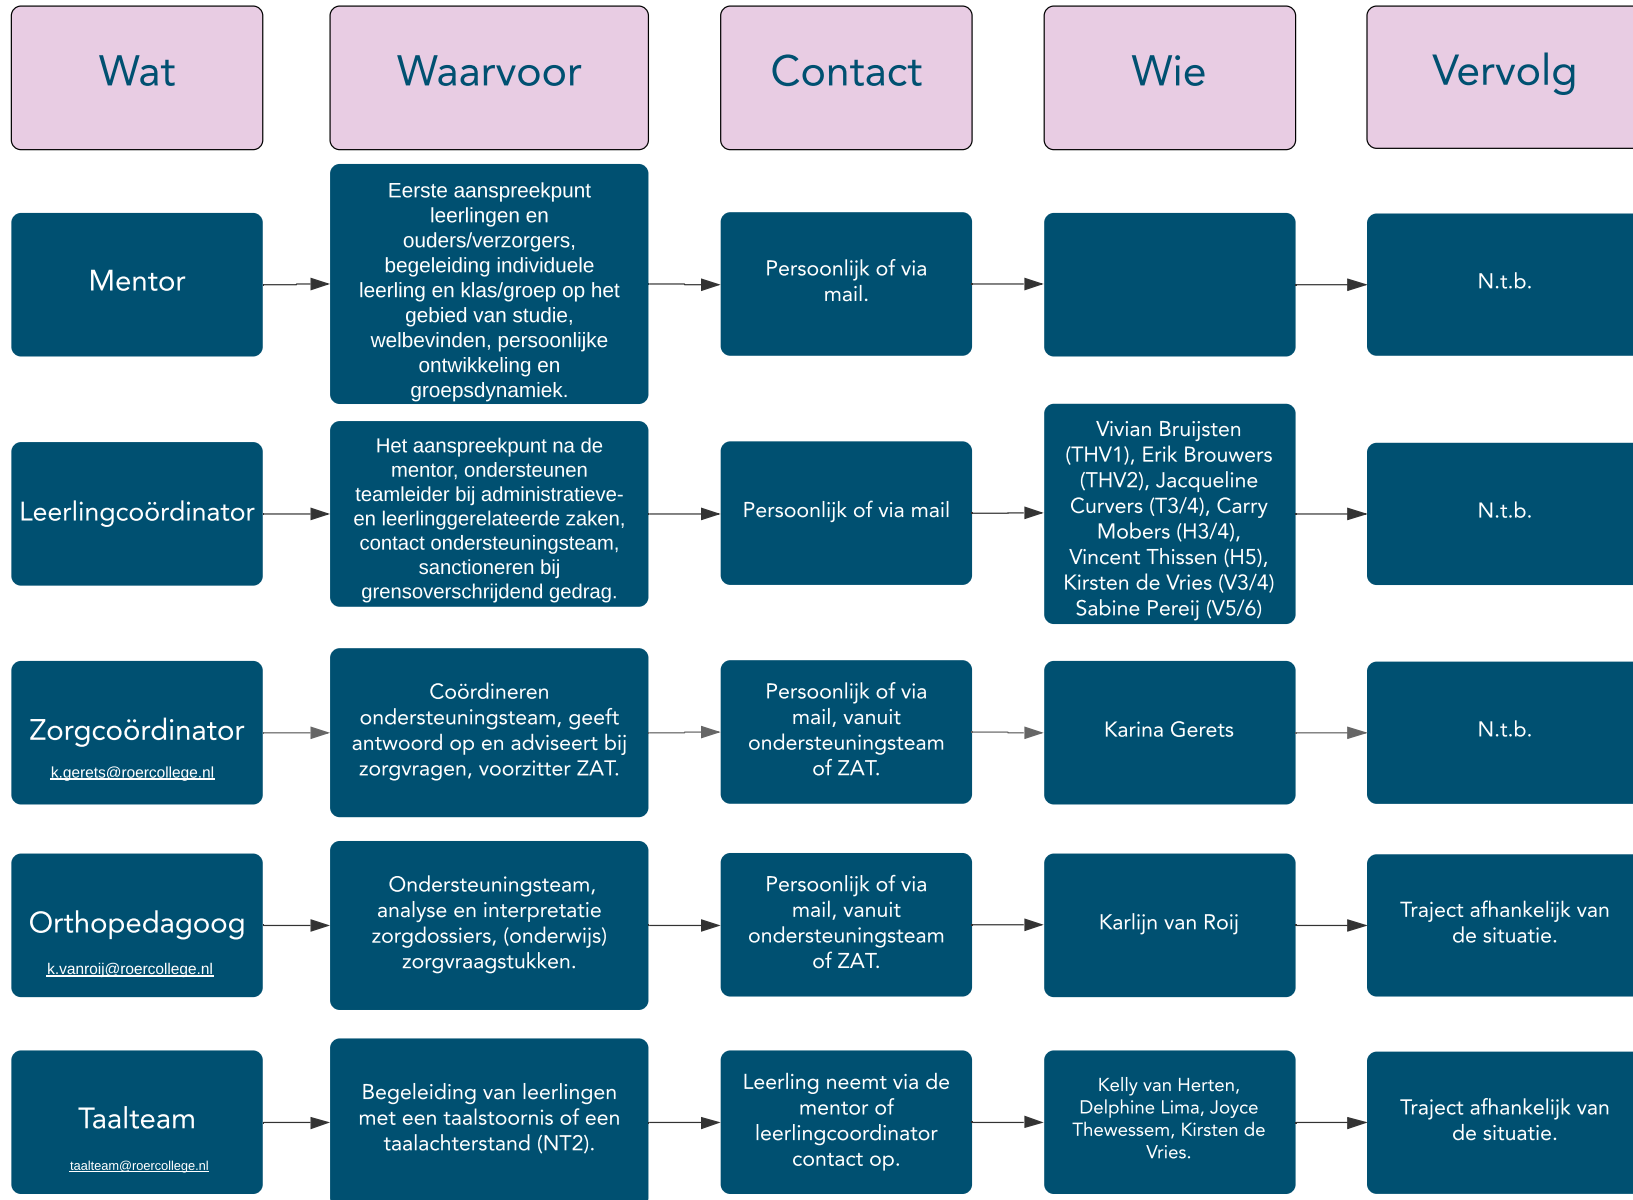 Wat
Waarvoor
Contact
Wie
Vervolg
Mentor
Eerste aanspreekpunt
leerlingen en
ouders/verzorgers,
begeleiding individuele
leerling en klas/groep op het
gebied van studie,
welbevinden, persoonlijke
ontwikkeling en
groepsdynamiek.
Persoonlijk of via
mail.
N.t.b.
Leerlingcoördinator
Het aanspreekpunt na de
mentor, ondersteunen
teamleider bij administratieve-
en leerlinggerelateerde zaken,
contact ondersteuningsteam,
sanctioneren bij
grensoverschrijdend gedrag.
Persoonlijk of via mail
Vivian Bruijsten
(THV1), Erik Brouwers
(THV2), Jacqueline
Curvers (T3/4), Carry
Mobers (H3/4),
Vincent Thissen (H5),
Kirsten de Vries (V3/4)
Sabine Pereij (V5/6)
N.t.b.
Zorgcoördinator
k.gerets@roercollege.nl
Coördineren
ondersteuningsteam, geeft
antwoord op en adviseert bij
zorgvragen, voorzitter ZAT.
Persoonlijk of via
mail, vanuit
ondersteuningsteam
of ZAT.
Karina Gerets
N.t.b.
Orthopedagoog
k.vanroij@roercollege.nl
Ondersteuningsteam,
analyse en interpretatie
zorgdossiers, (onderwijs)
zorgvraagstukken.
Persoonlijk of via
mail, vanuit
ondersteuningsteam
of ZAT.
Karlijn van Roij
Traject afhankelijk van
de situatie.
Taalteam
taalteam@roercollege.nl
Begeleiding van leerlingen
met een taalstoornis of een
taalachterstand (NT2).
Leerling neemt via de
mentor of
leerlingcoordinator
contact op.
Kelly van Herten,
Delphine Lima, Joyce
Thewessem, Kirsten de
Vries.
Traject afhankelijk van
de situatie.